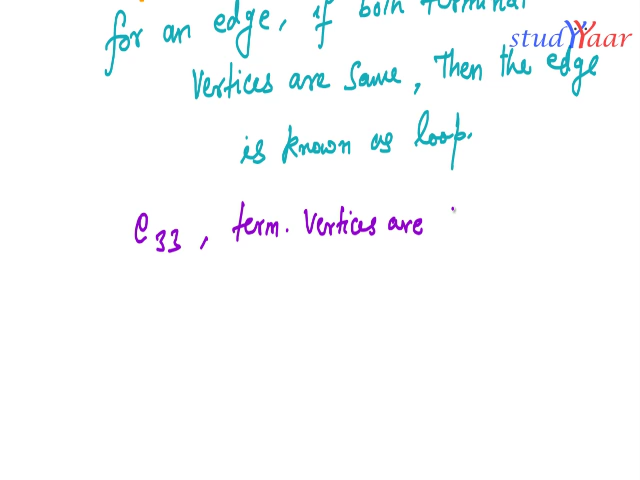 for an edge, if both terminal
studYYaar
vertices are same, Then the edge
is known as loop.
e33, term. vertices are